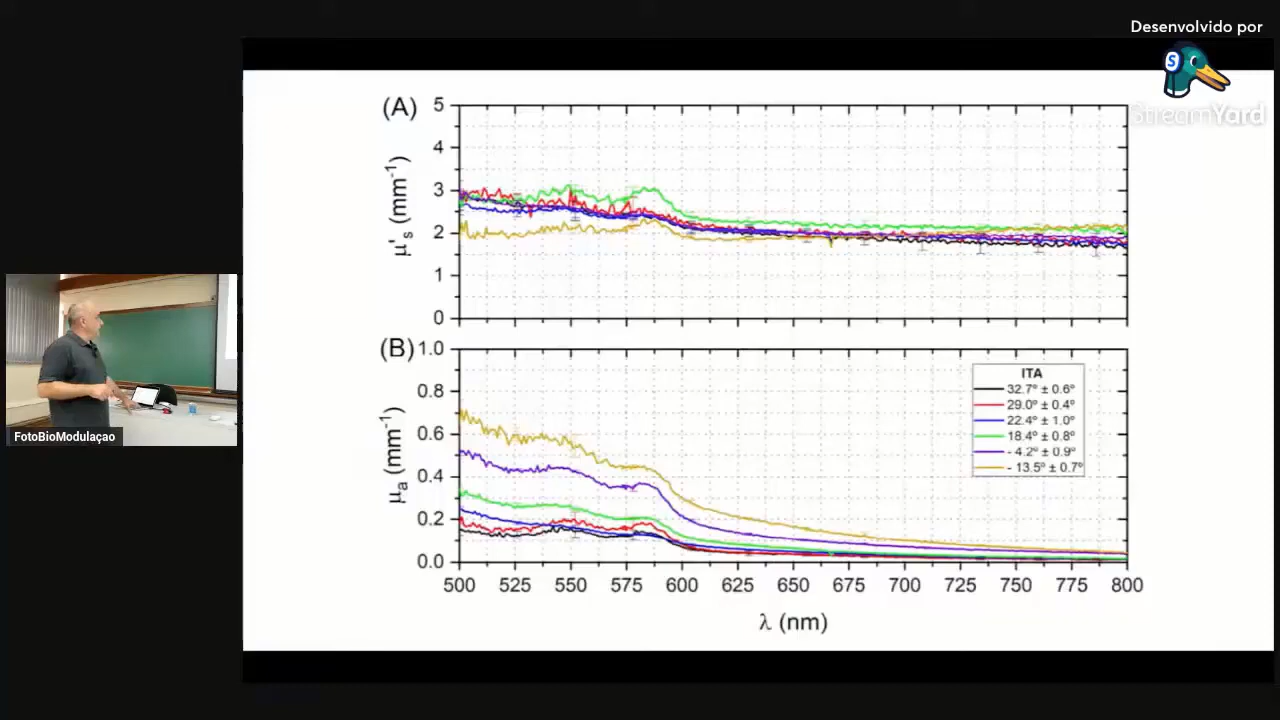 Desenvolvido por
S
StreamYard
(A)
5
4
3
2
1
0
μ's (mm-1)
(B)
1.0
0.8
0.6
0.4
0.2
0.0
μa (mm-1)
ITA
32.7º ± 0.6º
29.0º ± 0.4º
22.4º ± 1.0º
18.4º ± 0.8º
- 4.2º ± 0.9º
- 13.5º ± 0.7º
500 525 550 575 600 625 650 675 700 725 750 775 800
λ (nm)
FotoBioModulaçao